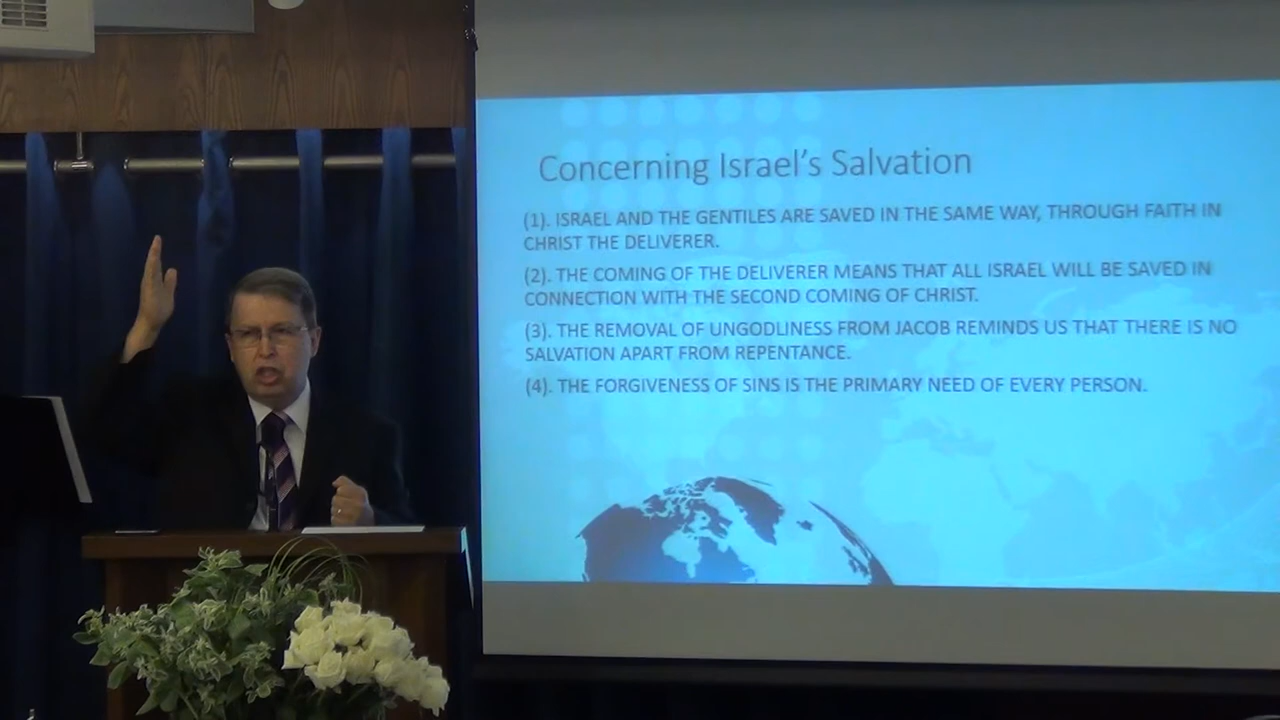 Concerning Israel's Salvation
(1). ISRAEL AND THE GENTILES ARE SAVED IN THE SAME WAY, THROUGH FAITH IN
CHRIST THE DELIVERER.
(2). THE COMING OF THE DELIVERER MEANS THAT ALL ISRAEL WILL BE SAVED IN
CONNECTION WITH THE SECOND COMING OF CHRIST.
(3). THE REMOVAL OF UNGODLINESS FROM JACOB REMINDS US THAT THERE IS NO
SALVATION APART FROM REPENTANCE.
(4). THE FORGIVENESS OF SINS IS THE PRIMARY NEED OF EVERY PERSON.